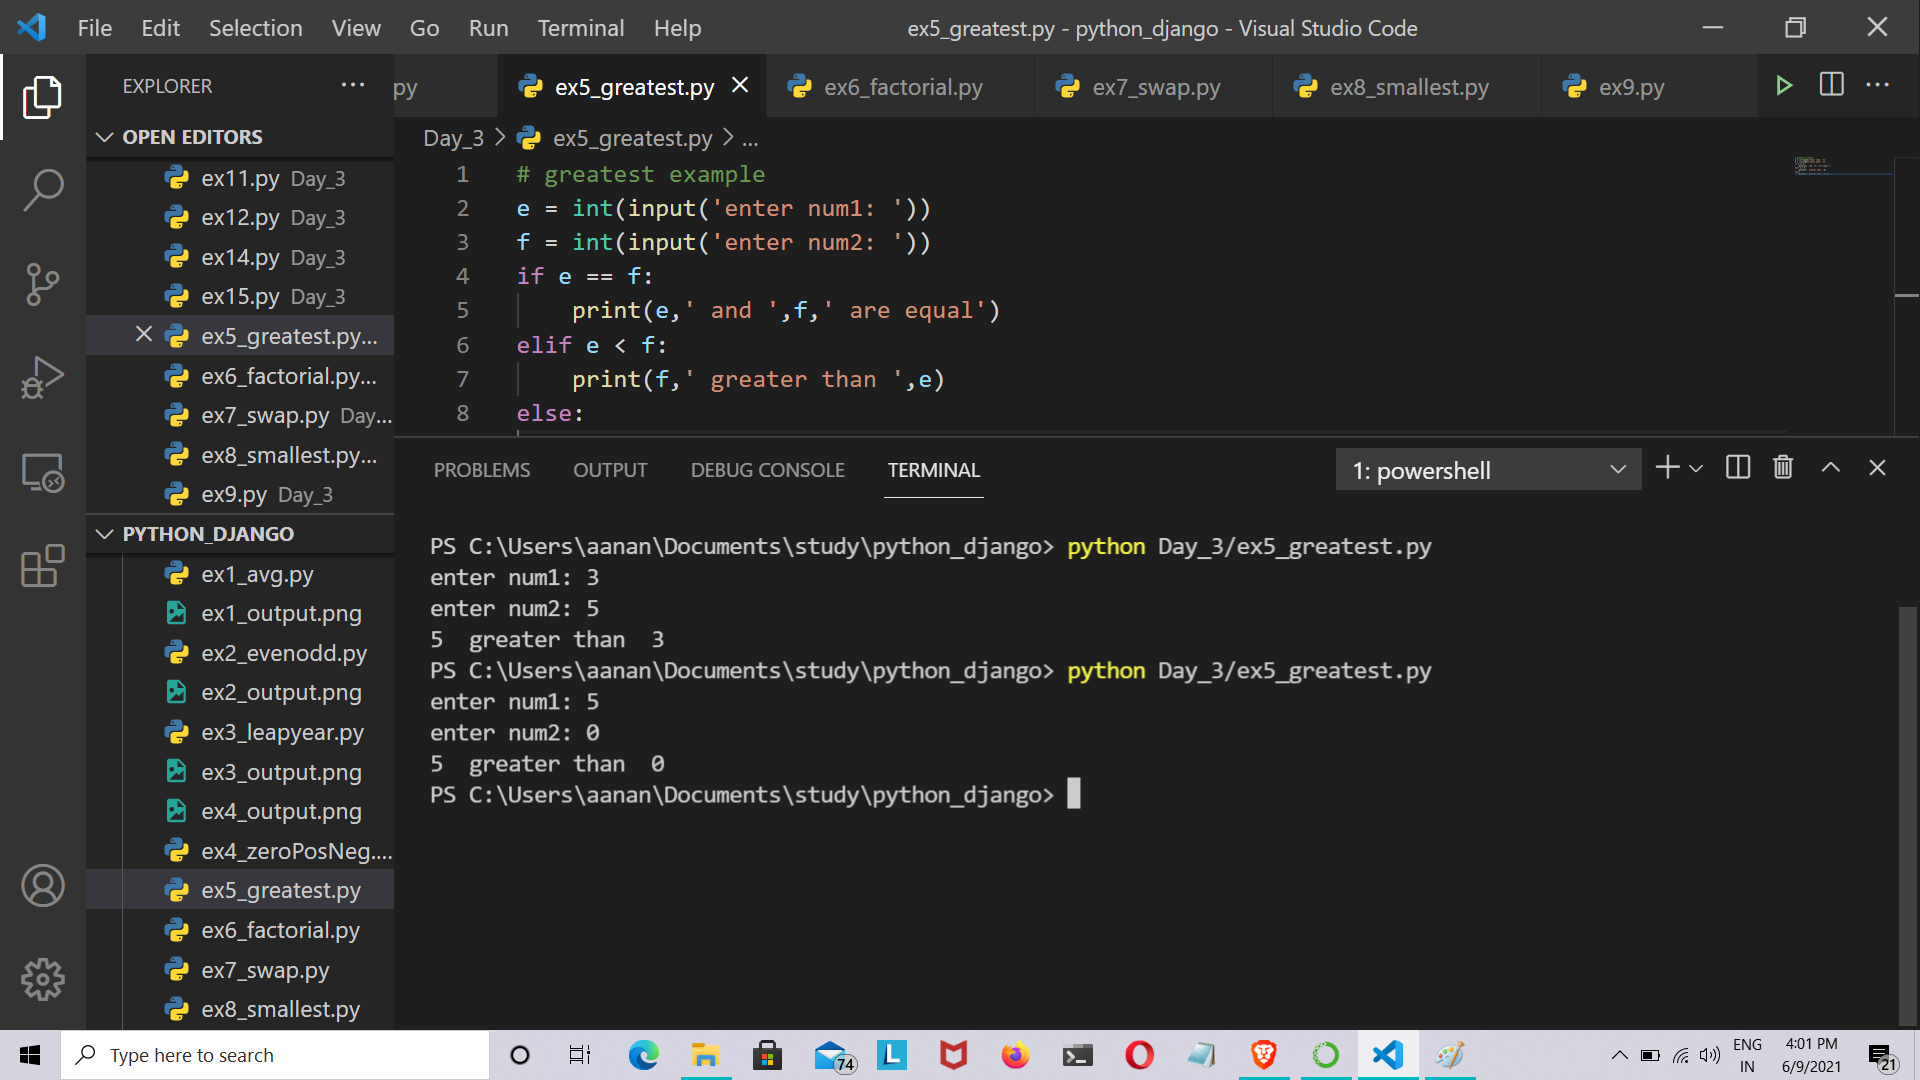 File Edit Selection View Go Run Terminal Help
ex5_greatest.py - python_django - Visual Studio Code
EXPLORER
OPEN EDITORS
ex11.py Day_3
ex12.py Day_3
ex14.py Day_3
ex15.py Day_3
ex5_greatest.py...
ex6_factorial.py...
ex7_swap.py Day...
ex8_smallest.py...
ex9.py Day_3
PYTHON_DJANGO
ex1_avg.py
ex1_output.png
ex2_evenodd.py
ex2_output.png
ex3_leapyear.py
ex3_output.png
ex4_output.png
ex4_zeroPosNeg....
ex5_greatest.py
ex6_factorial.py
ex7_swap.py
ex8_smallest.py
py ex5_greatest.py ex6_factorial.py ex7_swap.py ex8_smallest.py ex9.py
Day_3 > ex5_greatest.py > ...
1 # greatest example
2 e = int(input('enter num1: '))
3 f = int(input('enter num2: '))
4 if e == f:
5     print(e,' and ',f,' are equal')
6 elif e < f:
7     print(f,' greater than ',e)
8 else:
PROBLEMS OUTPUT DEBUG CONSOLE TERMINAL
1: powershell
PS C:\Users\aanan\Documents\study\python_django> python Day_3/ex5_greatest.py
enter num1: 3
enter num2: 5
5  greater than  3
PS C:\Users\aanan\Documents\study\python_django> python Day_3/ex5_greatest.py
enter num1: 5
enter num2: 0
5  greater than  0
PS C:\Users\aanan\Documents\study\python_django>
Type here to search
74
L
ENG
IN
4:01 PM
6/9/2021
21